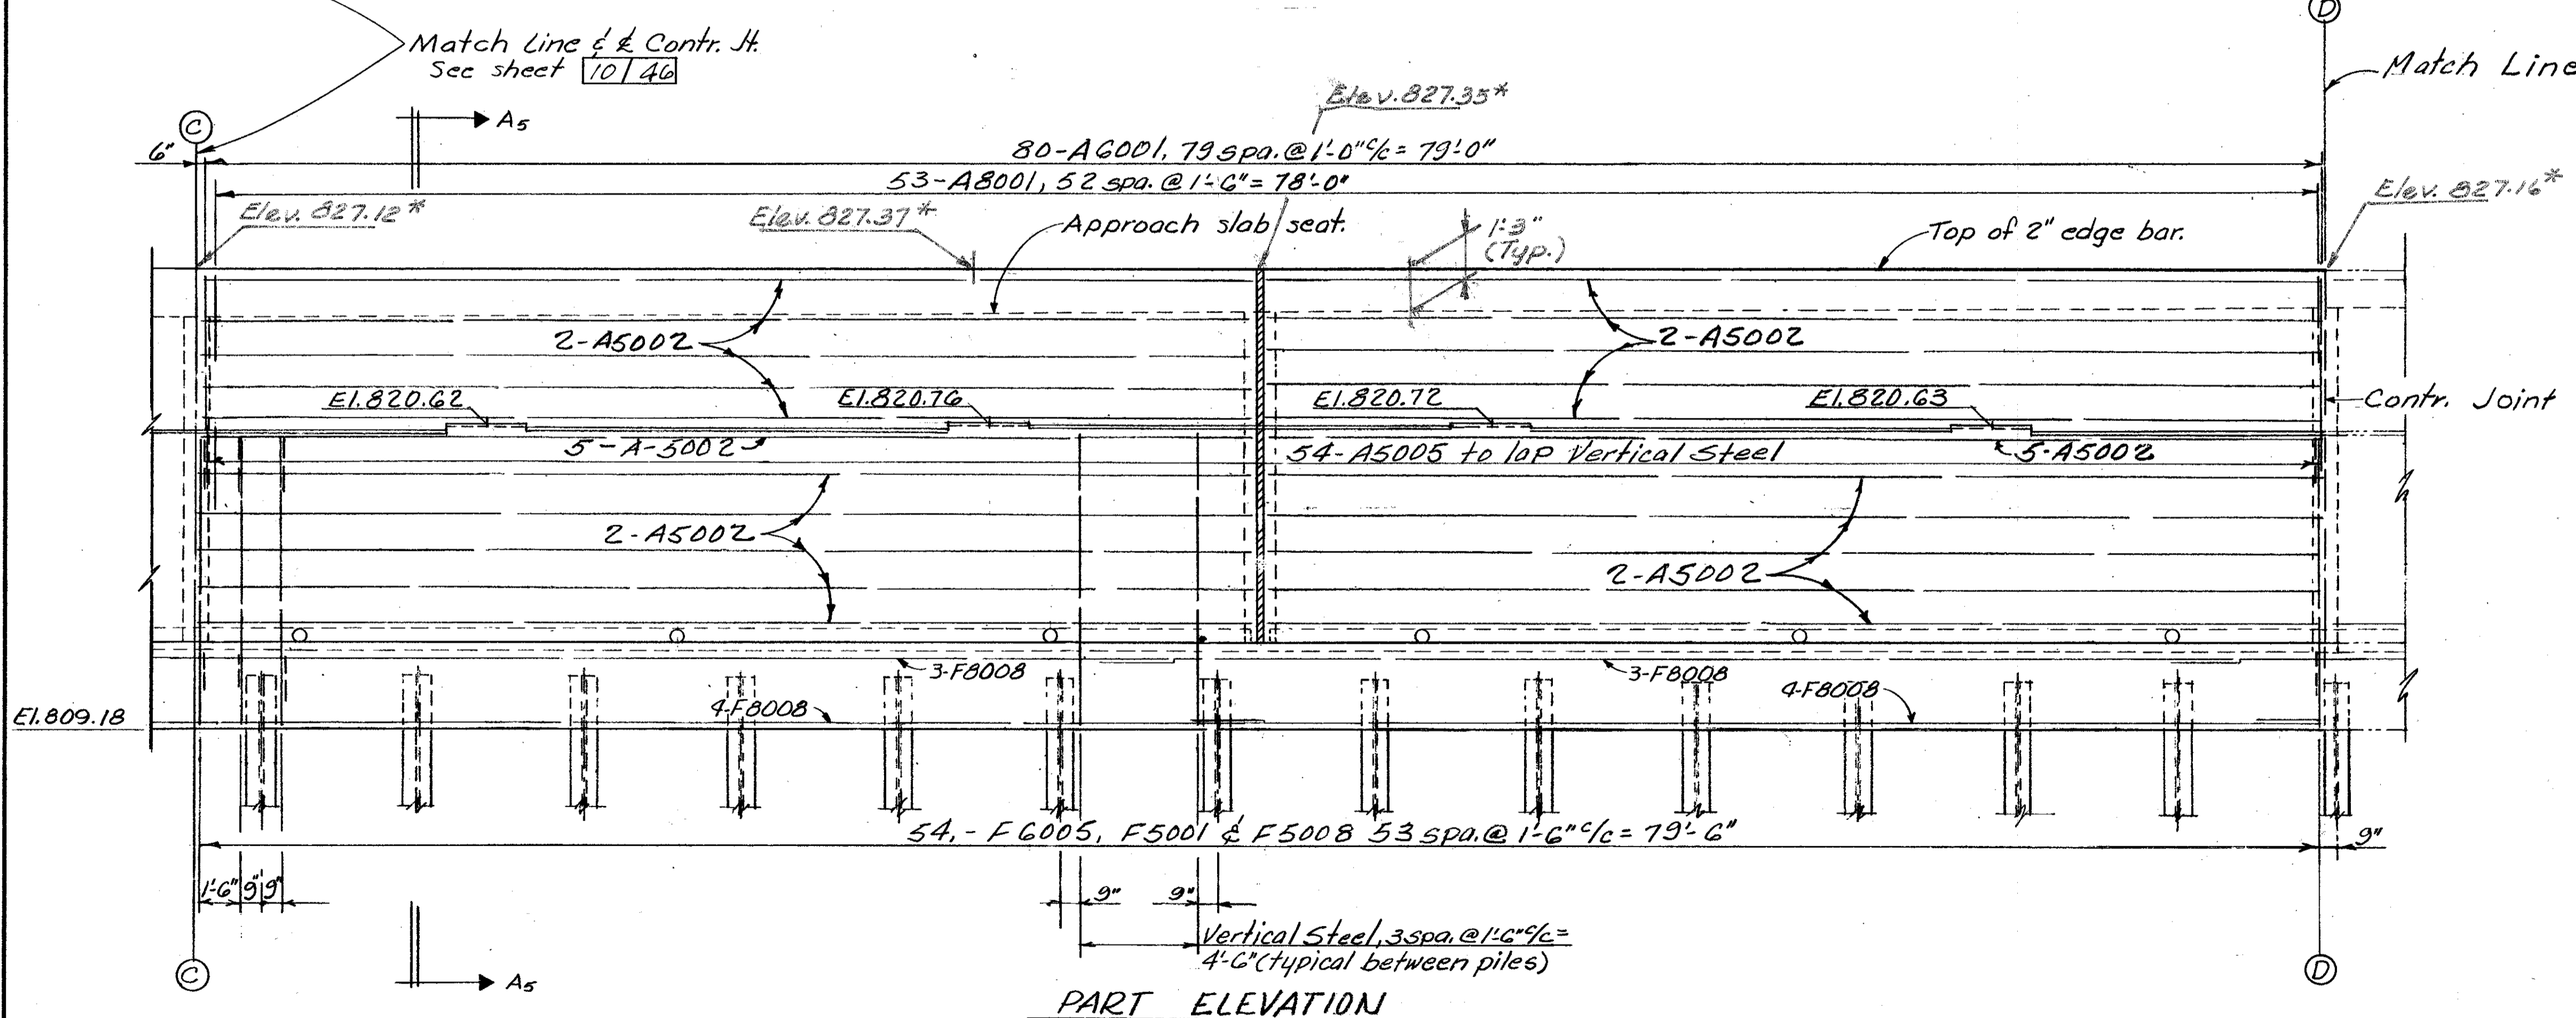 D
Match Line & ℄ Contr. Jt.
See sheet 10/46
Match Line
Elev. 827.35*
C
A5
6"
80-A6001, 79 spa. @ 1'-0" c/c = 79'-0"
53-A8001, 52 spa. @ 1'-6" = 78'-0"
Elev. 827.16*
Elev. 827.12*
Elev. 827.37*
Approach slab seat.
1'-3"
(Typ.)
Top of 2" edge bar.
2-A5002
2-A5002
El. 820.62
El. 820.76
El. 820.72
El. 820.63
Contr. Joint
5-A-5002
54-A5005 to lap Vertical Steel
5-A5002
2-A5002
2-A5002
3-F8008
3-F8008
4-F8008
4-F8008
El. 809.18
54,- F6005, F5001 & F5008 53 spa. @ 1'-6" c/c = 79'-6"
9"
1'-6" 9" 9"
9" 9"
Vertical Steel, 3 spa. @ 1'-6" c/c =
4'-6" (typical between piles)
C
A5
D
PART ELEVATION